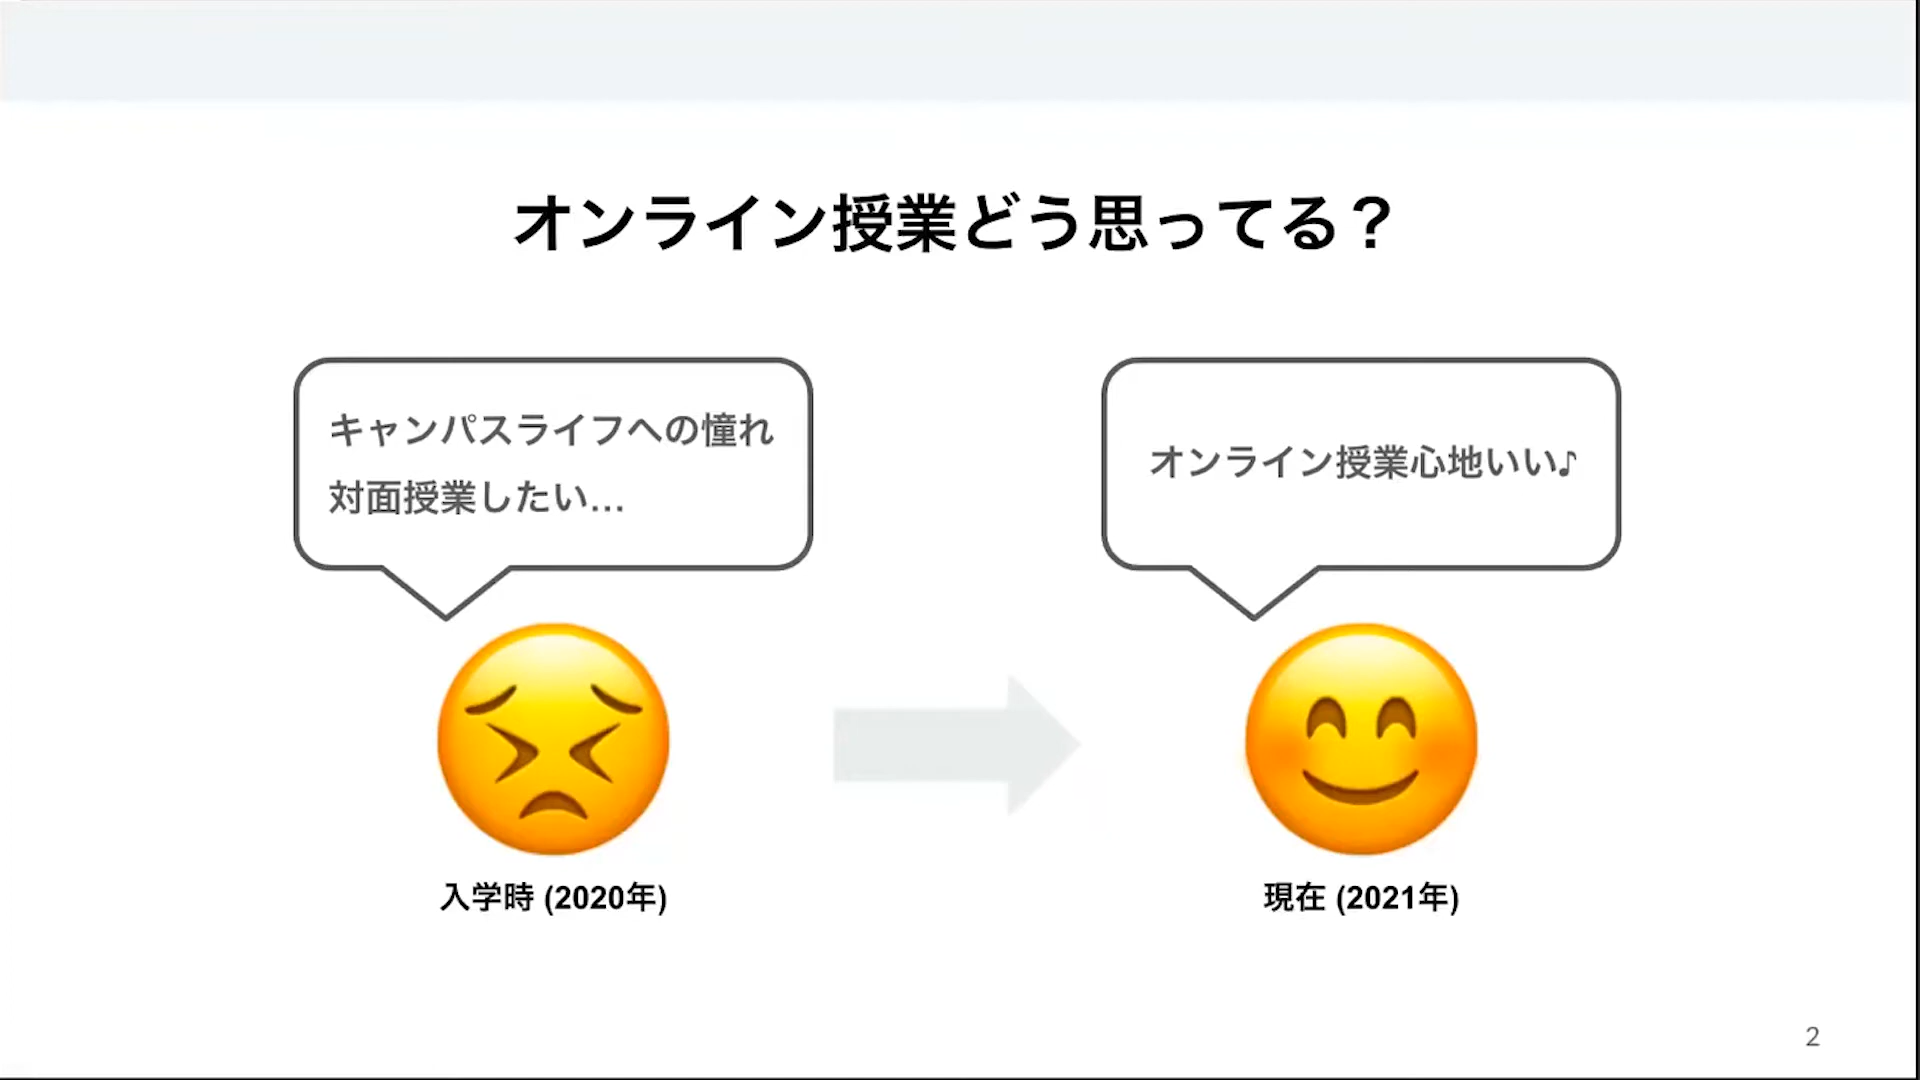 オンライン授業どう思ってる？
キャンパスライフへの憧れ
対面授業したい...
オンライン授業心地いい♪
入学時 (2020年)
現在 (2021年)
2